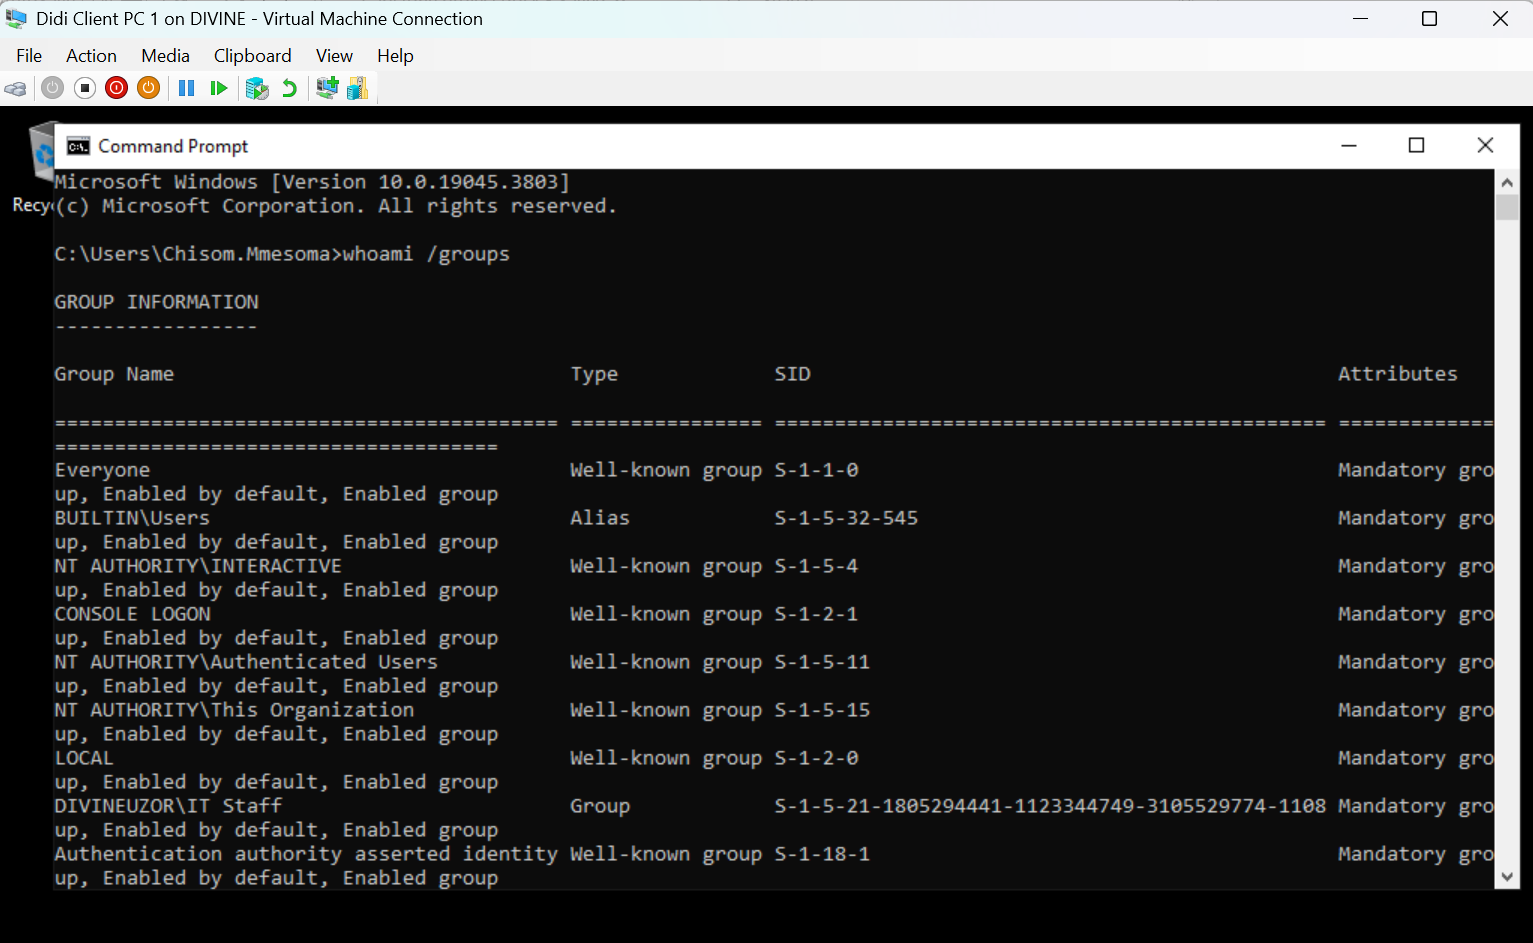 Didi Client PC 1 on DIVINE - Virtual Machine Connection
File Action Media Clipboard View Help
Command Prompt
Microsoft Windows [Version 10.0.19045.3803]
(c) Microsoft Corporation. All rights reserved.
Recyc
C:\Users\Chisom.Mmesoma>whoami /groups
GROUP INFORMATION
-----------------
Group Name Type SID Attributes
========================================== ================ ============================================== =============
=====================================
Everyone Well-known group S-1-1-0 Mandatory gro
up, Enabled by default, Enabled group
BUILTIN\Users Alias S-1-5-32-545 Mandatory gro
up, Enabled by default, Enabled group
NT AUTHORITY\INTERACTIVE Well-known group S-1-5-4 Mandatory gro
up, Enabled by default, Enabled group
CONSOLE LOGON Well-known group S-1-2-1 Mandatory gro
up, Enabled by default, Enabled group
NT AUTHORITY\Authenticated Users Well-known group S-1-5-11 Mandatory gro
up, Enabled by default, Enabled group
NT AUTHORITY\This Organization Well-known group S-1-5-15 Mandatory gro
up, Enabled by default, Enabled group
LOCAL Well-known group S-1-2-0 Mandatory gro
up, Enabled by default, Enabled group
DIVINEUZOR\IT Staff Group S-1-5-21-1805294441-1123344749-3105529774-1108 Mandatory gro
up, Enabled by default, Enabled group
Authentication authority asserted identity Well-known group S-1-18-1 Mandatory gro
up, Enabled by default, Enabled group